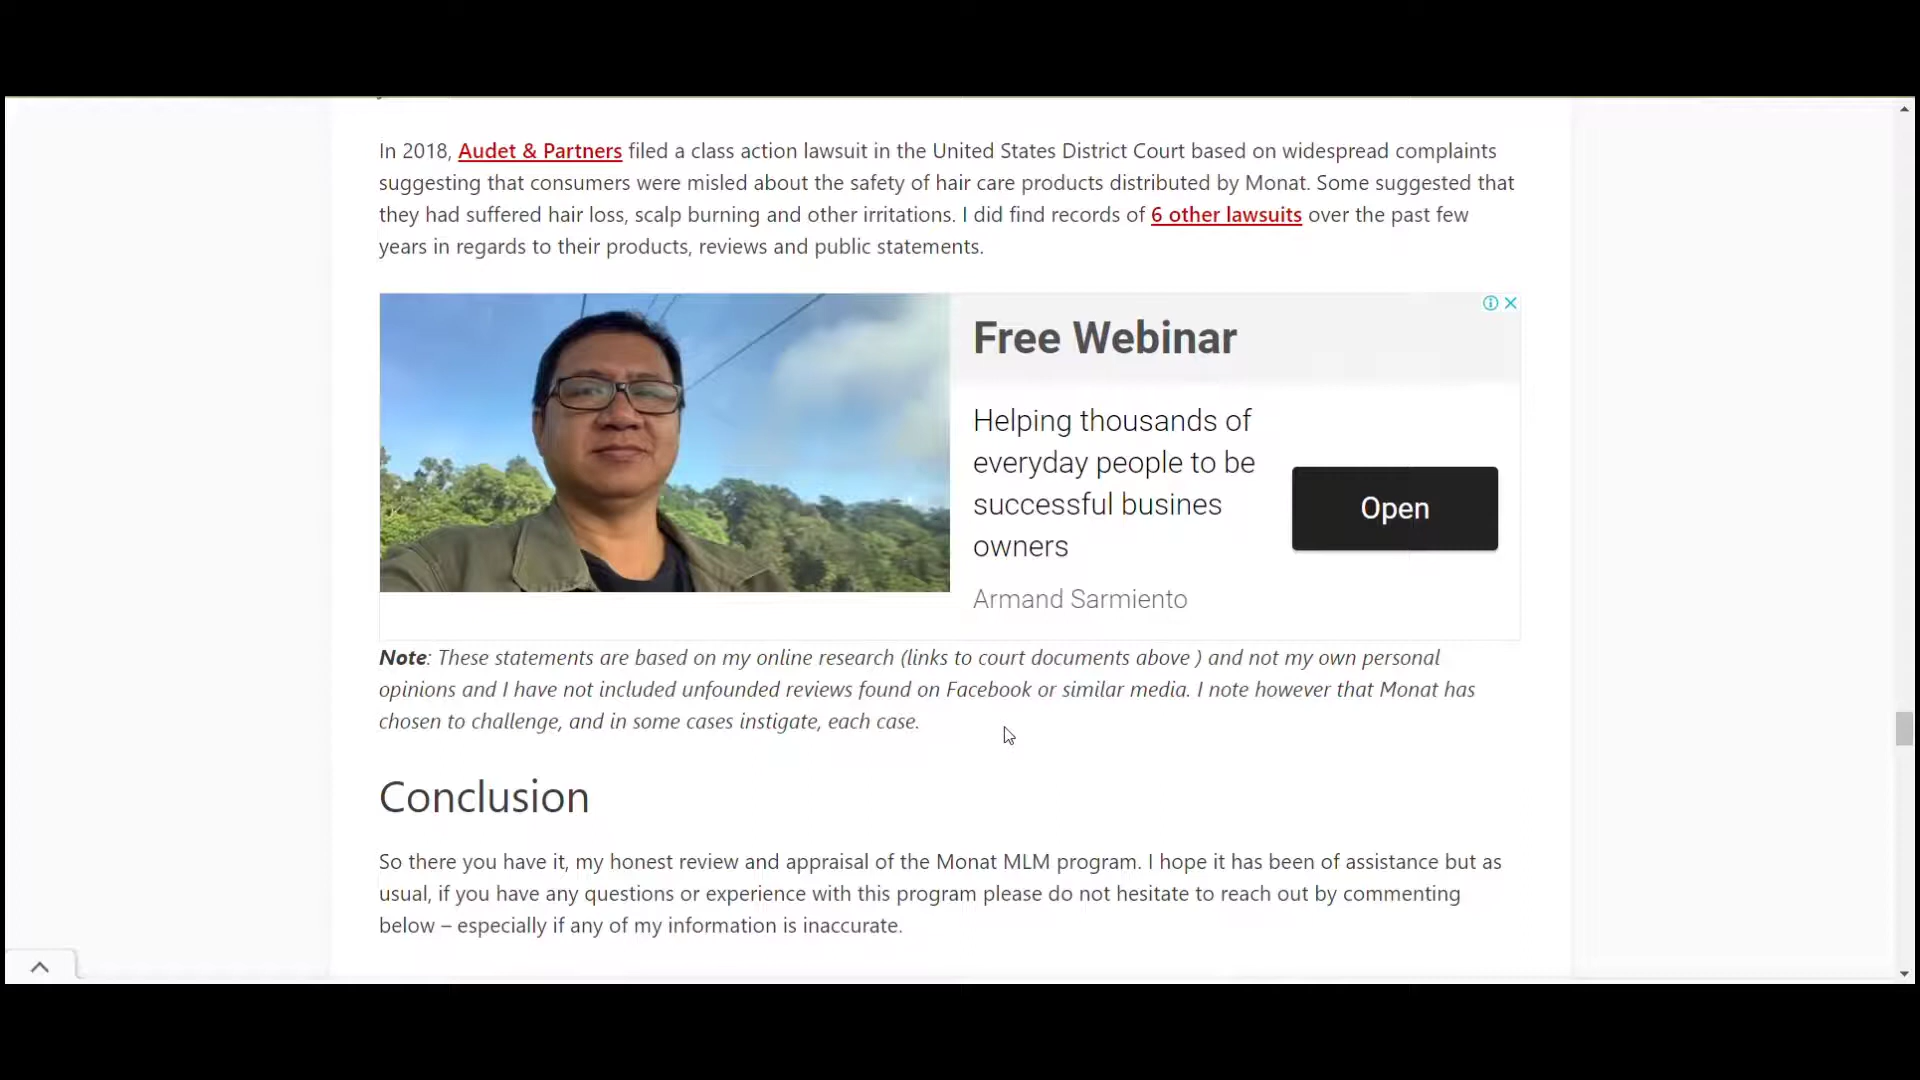 In 2018, Audet & Partners filed a class action lawsuit in the United States District Court based on widespread complaints
suggesting that consumers were misled about the safety of hair care products distributed by Monat. Some suggested that
they had suffered hair loss, scalp burning and other irritations. I did find records of 6 other lawsuits over the past few
years in regards to their products, reviews and public statements.
Free Webinar
Helping thousands of
everyday people to be
successful busines
owners
Open
Armand Sarmiento
Note: These statements are based on my online research (links to court documents above ) and not my own personal
opinions and I have not included unfounded reviews found on Facebook or similar media. I note however that Monat has
chosen to challenge, and in some cases instigate, each case.
Conclusion
So there you have it, my honest review and appraisal of the Monat MLM program. I hope it has been of assistance but as
usual, if you have any questions or experience with this program please do not hesitate to reach out by commenting
below – especially if any of my information is inaccurate.